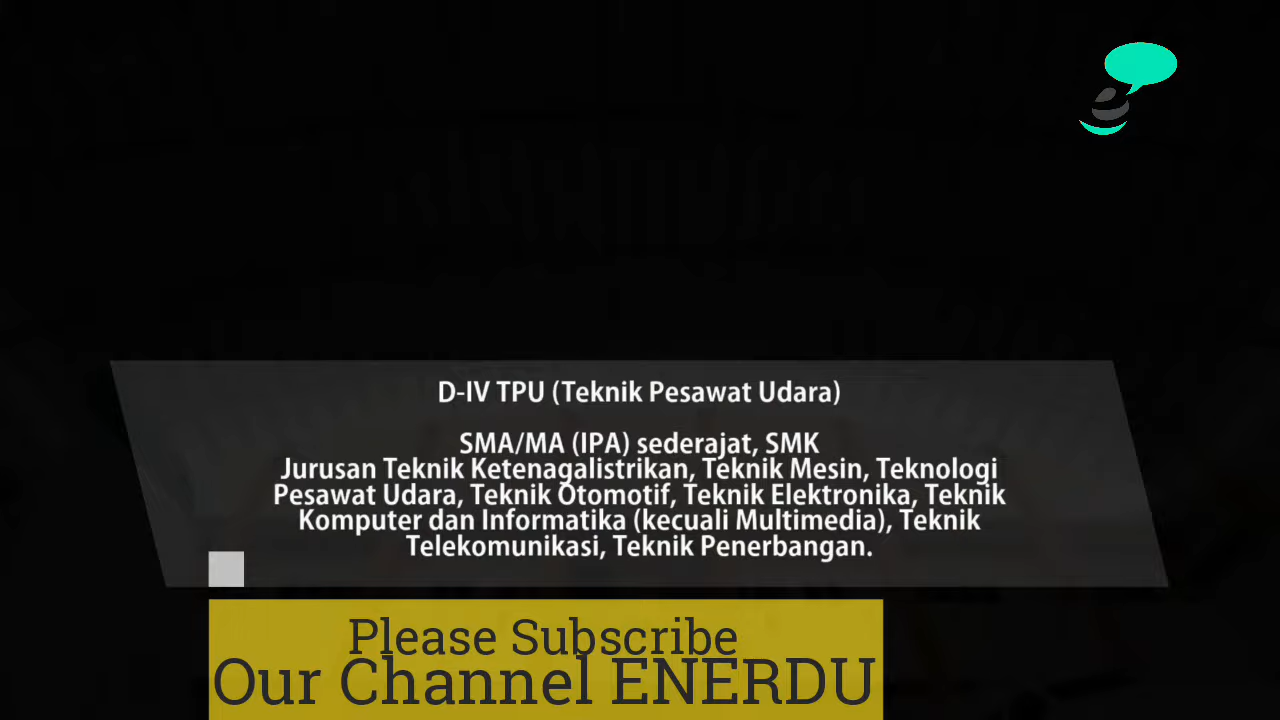 D-IV TPU (Teknik Pesawat Udara)
SMA/MA (IPA) sederajat, SMK
Jurusan Teknik Ketenagalistrikan, Teknik Mesin, Teknologi
Pesawat Udara, Teknik Otomotif, Teknik Elektronika, Teknik
Komputer dan Informatika (kecuali Multimedia), Teknik
Telekomunikasi, Teknik Penerbangan.
Please Subscribe
Our Channel ENERDU